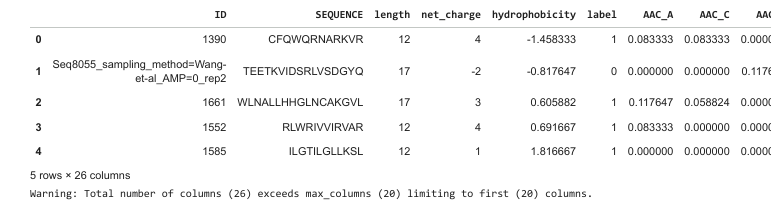 ID SEQUENCE length net_charge hydrophobicity label AAC_A AAC_C AA
0 1390 CFQWQRNARKVR 12 4 -1.458333 1 0.083333 0.083333 0.0000
1 Seq8055_sampling_method=Wang-
et-al_AMP=0_rep2 TEETKVIDSRLVSDGYQ 17 -2 -0.817647 0 0.000000 0.000000 0.1176
2 1661 WLNALLHHGLNCAKGVL 17 3 0.605882 1 0.117647 0.058824 0.0000
3 1552 RLWRIVVIRVAR 12 4 0.691667 1 0.083333 0.000000 0.0000
4 1585 ILGTILGLLKSL 12 1 1.816667 1 0.000000 0.000000 0.0000
5 rows × 26 columns
Warning: Total number of columns (26) exceeds max_columns (20) limiting to first (20) columns.